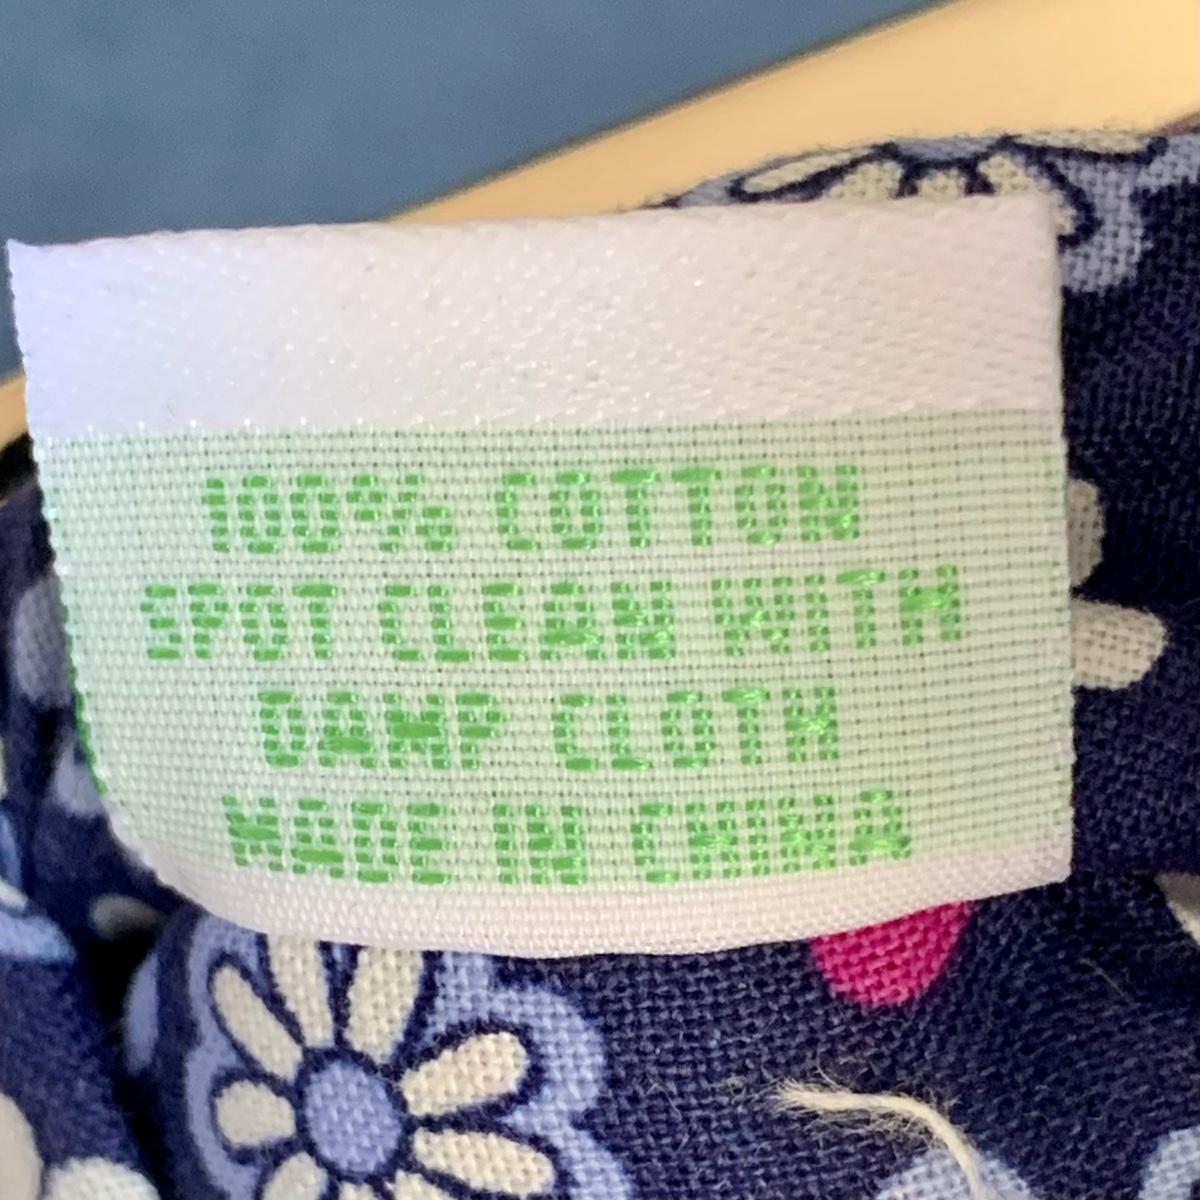 100% COTTON
SPOT CLEAN WITH
DAMP CLOTH
MADE IN CHINA